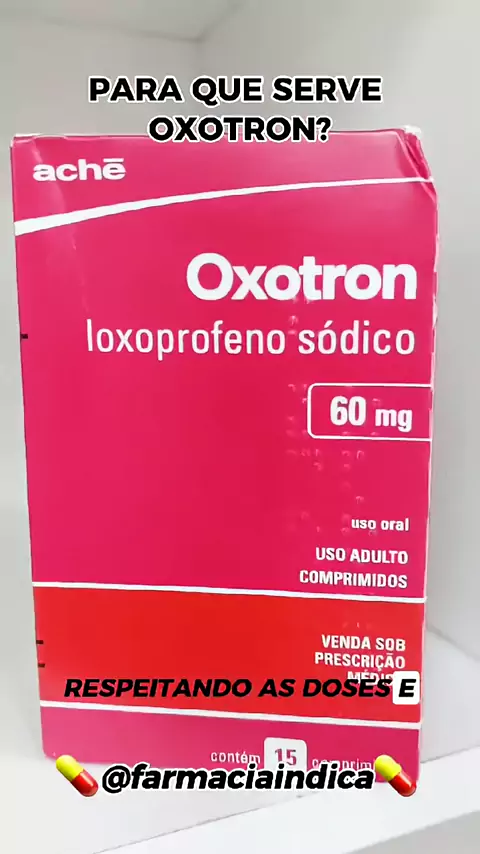 PARA QUE SERVE
OXOTRON?
achē
Oxotron
loxoprofeno sódico
60 mg
uso oral
USO ADULTO
COMPRIMIDOS
VENDA SOB
PRESCRIÇÃO
RESPEITANDO AS DOSES E
contém 15
@farmaciaindica